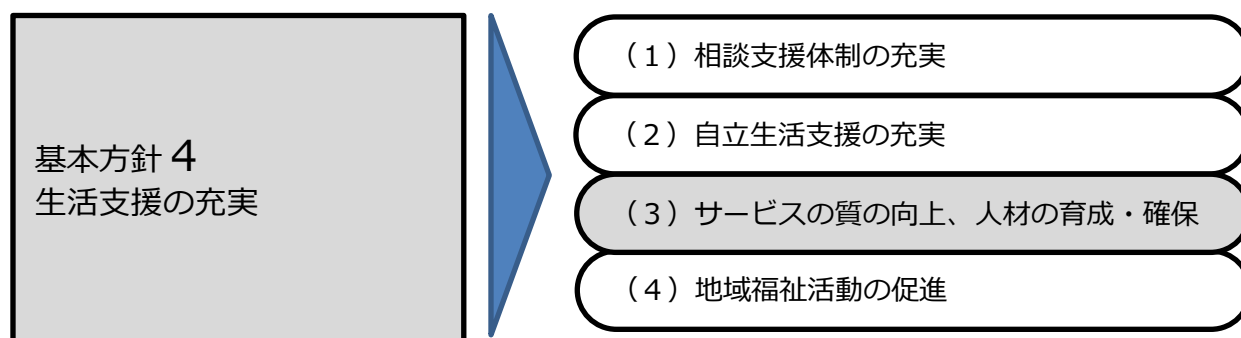 基本方針４
生活支援の充実
（１）相談支援体制の充実
（２）自立生活支援の充実
（３）サービスの質の向上、人材の育成・確保
（４）地域福祉活動の促進